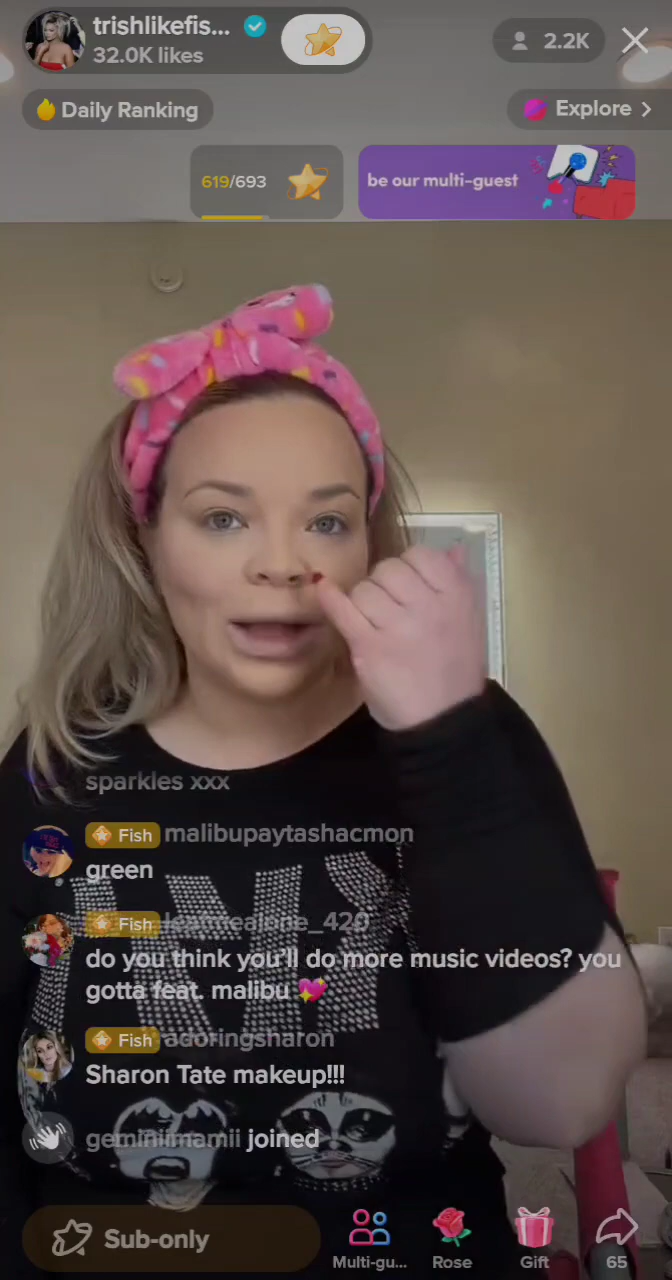 trishlikefis...
32.0K likes
2.2K
Daily Ranking
Explore >
619/693
be our multi-guest
sparkles xxx
Fish malibupaytashacmon
green
Fish leafmealone_420
do you think you'll do more music videos? you
gotta feat. malibu 💖
Fish adoringsharon
Sharon Tate makeup!!!
geminiimamii joined
Sub-only
Multi-gu...
Rose
Gift
65